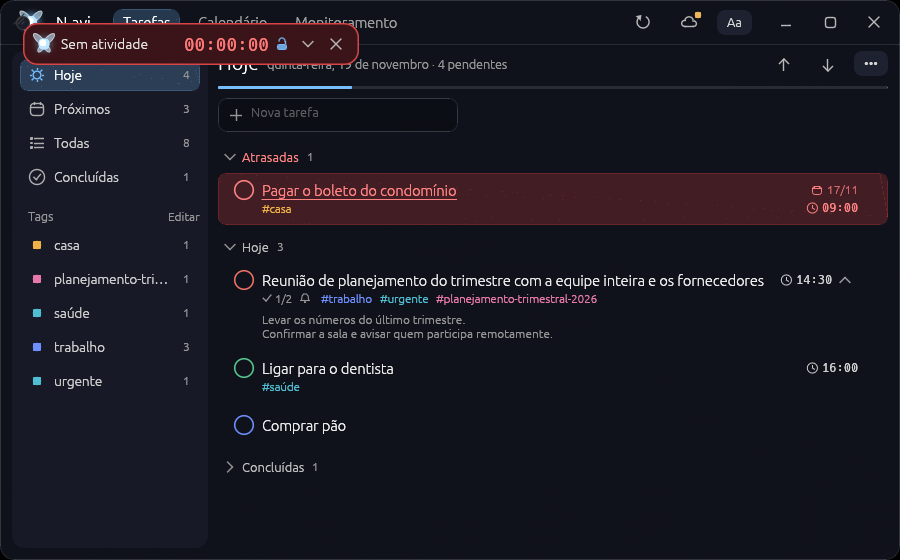 Tarefas
Calendário
Monitoramento
Aa
Sem atividade 00:00:00
Hoje 4
Próximos 3
Todas 8
Concluídas 1
Tags Editar
casa 1
planejamento-tri... 1
saúde 1
trabalho 3
urgente 1
Hoje quinta-feira, 19 de novembro · 4 pendentes
Nova tarefa
Atrasadas 1
Pagar o boleto do condomínio 17/11
#casa 09:00
Hoje 3
Reunião de planejamento do trimestre com a equipe inteira e os fornecedores 14:30
1/2 #trabalho #urgente #planejamento-trimestral-2026
Levar os números do último trimestre.
Confirmar a sala e avisar quem participa remotamente.
Ligar para o dentista 16:00
#saúde
Comprar pão
Concluídas 1